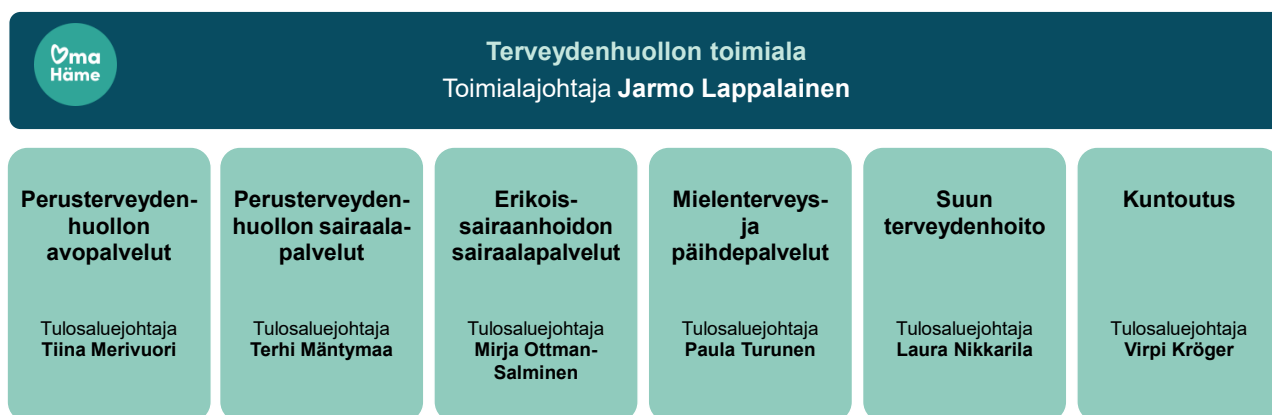 Oma
Häme
Terveydenhuollon toimiala
Toimialajohtaja Jarmo Lappalainen
Perusterveyden-
huollon
avopalvelut
Tulosaluejohtaja
Tiina Merivuori
Perusterveyden-
huollon sairaala-
palvelut
Tulosaluejohtaja
Terhi Mäntymaa
Erikois-
sairaanhoidon
sairaalapalvelut
Tulosaluejohtaja
Mirja Ottman-
Salminen
Mielenterveys-
ja
päihdepalvelut
Tulosaluejohtaja
Paula Turunen
Suun
terveydenhoito
Tulosaluejohtaja
Laura Nikkarila
Kuntoutus
Tulosaluejohtaja
Virpi Kröger